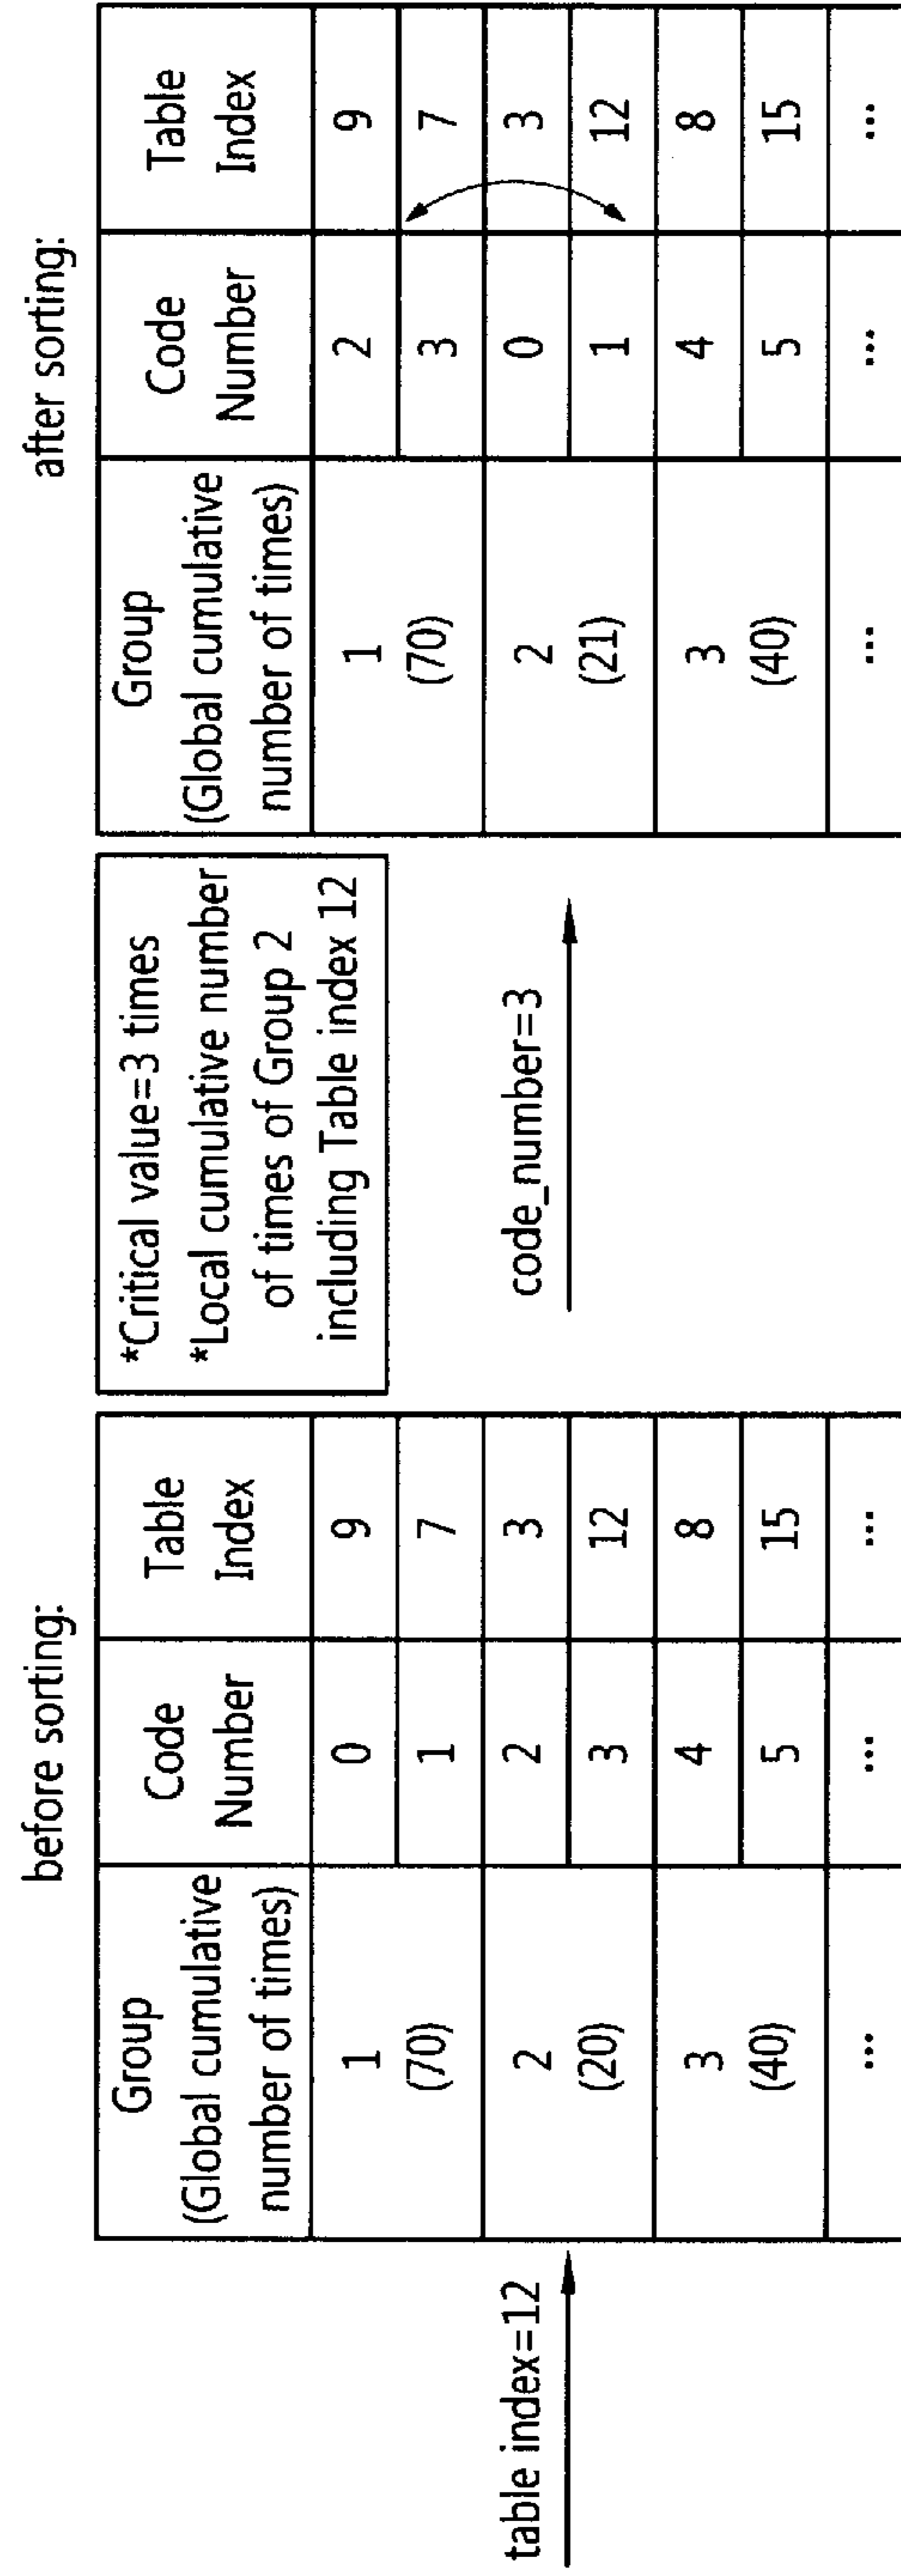 table index=12
before sorting:
Group
(Global cumulative
number of times)
Code
Number
Table
Index
1
(70)
0
9
1
7
2
(20)
2
3
3
12
3
(40)
4
8
5
15
...
...
...
*Critical value=3 times
*Local cumulative number
of times of Group 2
including Table index 12
code_number=3
after sorting:
Group
(Global cumulative
number of times)
Code
Number
Table
Index
1
(70)
2
9
3
7
2
(21)
0
3
1
12
3
(40)
4
8
5
15
...
...
...